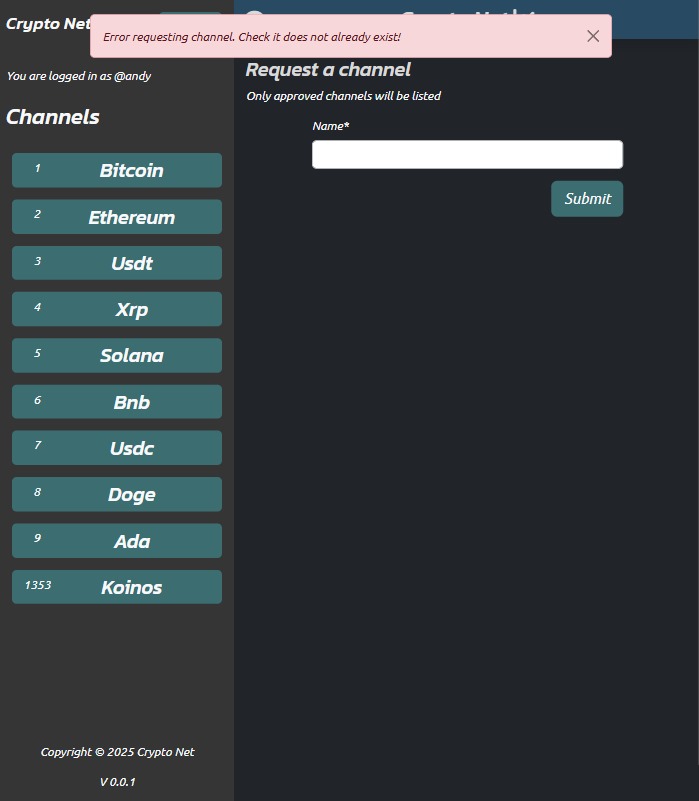 Crypto Net
Error requesting channel. Check it does not already exist!
You are logged in as @andy
Channels
1 Bitcoin
2 Ethereum
3 Usdt
4 Xrp
5 Solana
6 Bnb
7 Usdc
8 Doge
9 Ada
1353 Koinos
Copyright © 2025 Crypto Net
V 0.0.1
Request a channel
Only approved channels will be listed
Name*
Submit